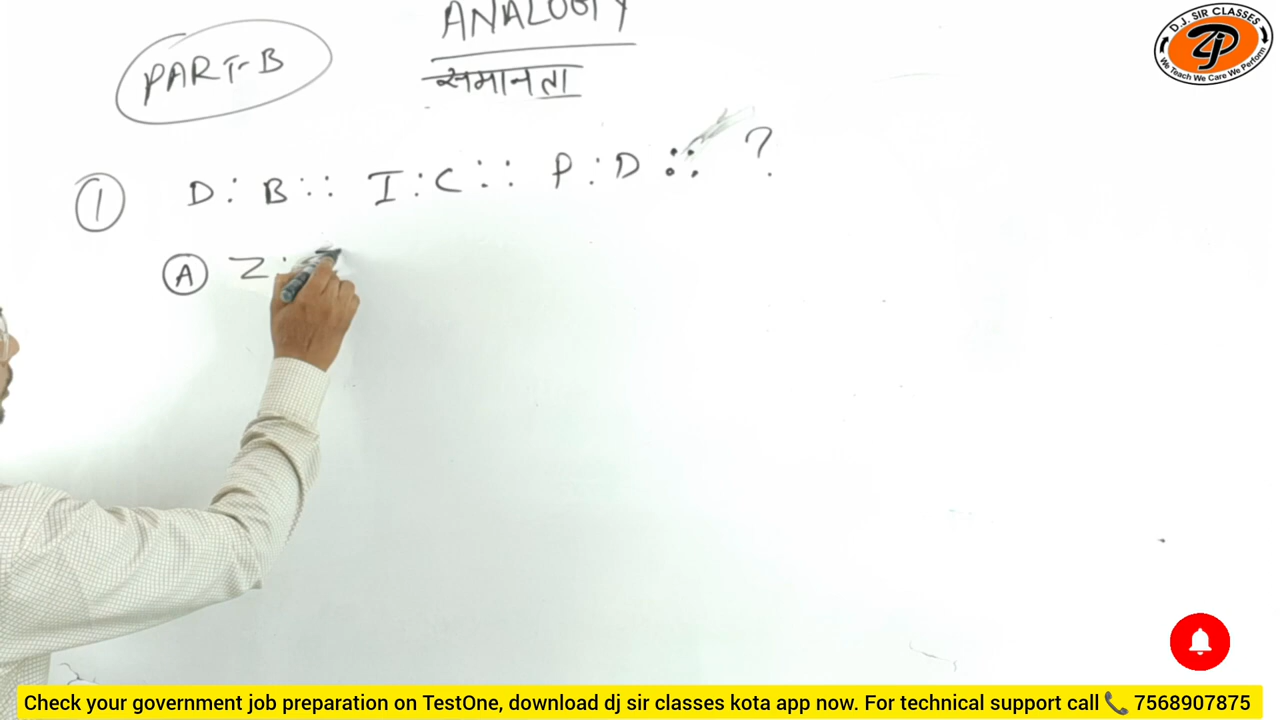 ANALOGY
PART-B
समानता
D.J. SIR CLASSES
We Teach We Care We Perform
① D : B :: I : C :: P : D :: ?
Ⓐ Z :
Check your government job preparation on TestOne, download dj sir classes kota app now. For technical support call 📞 7568907875